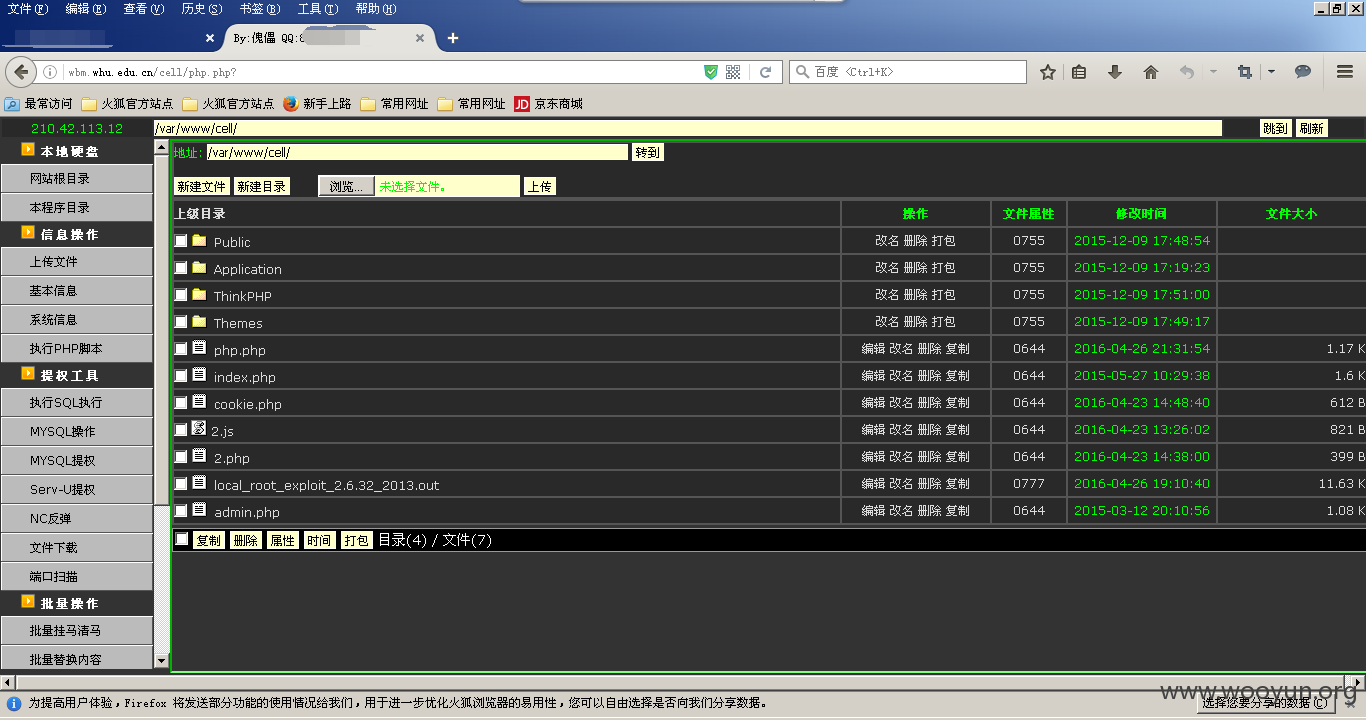 文件(F) 编辑(E) 查看(V) 历史(S) 书签(B) 工具(T) 帮助(H)
By:傀儡 QQ:8
wbm.whu.edu.cn/cell/php.php?
百度 <Ctrl+K>
最常访问 火狐官方站点 火狐官方站点 新手上路 常用网址 常用网址 JD 京东商城
210.42.113.12 /var/www/cell/ 跳到 刷新
本地硬盘
网站根目录
本程序目录
信息操作
上传文件
基本信息
系统信息
执行PHP脚本
提权工具
执行SQL执行
MYSQL操作
MYSQL提权
Serv-U提权
NC反弹
文件下载
端口扫描
批量操作
批量挂马清马
批量替换内容
地址: /var/www/cell/ 转到
新建文件 新建目录 浏览... 未选择文件。 上传
上级目录 操作 文件属性 修改时间 文件大小
Public 改名 删除 打包 0755 2015-12-09 17:48:54
Application 改名 删除 打包 0755 2015-12-09 17:19:23
ThinkPHP 改名 删除 打包 0755 2015-12-09 17:51:00
Themes 改名 删除 打包 0755 2015-12-09 17:49:17
php.php 编辑 改名 删除 复制 0644 2016-04-26 21:31:54 1.17 K
index.php 编辑 改名 删除 复制 0644 2015-05-27 10:29:38 1.6 K
cookie.php 编辑 改名 删除 复制 0644 2016-04-23 14:48:40 612 B
2.js 编辑 改名 删除 复制 0644 2016-04-23 13:26:02 821 B
2.php 编辑 改名 删除 复制 0644 2016-04-23 14:38:00 399 B
local_root_exploit_2.6.32_2013.out 编辑 改名 删除 复制 0777 2016-04-26 19:10:40 11.63 K
admin.php 编辑 改名 删除 复制 0644 2015-03-12 20:10:56 1.08 K
复制 删除 属性 时间 打包 目录(4) / 文件(7)
为提高用户体验，Firefox 将发送部分功能的使用情况给我们，用于进一步优化火狐浏览器的易用性，您可以自由选择是否向我们分享数据。
选择您要分享的数据(C)
www.wooyun.org